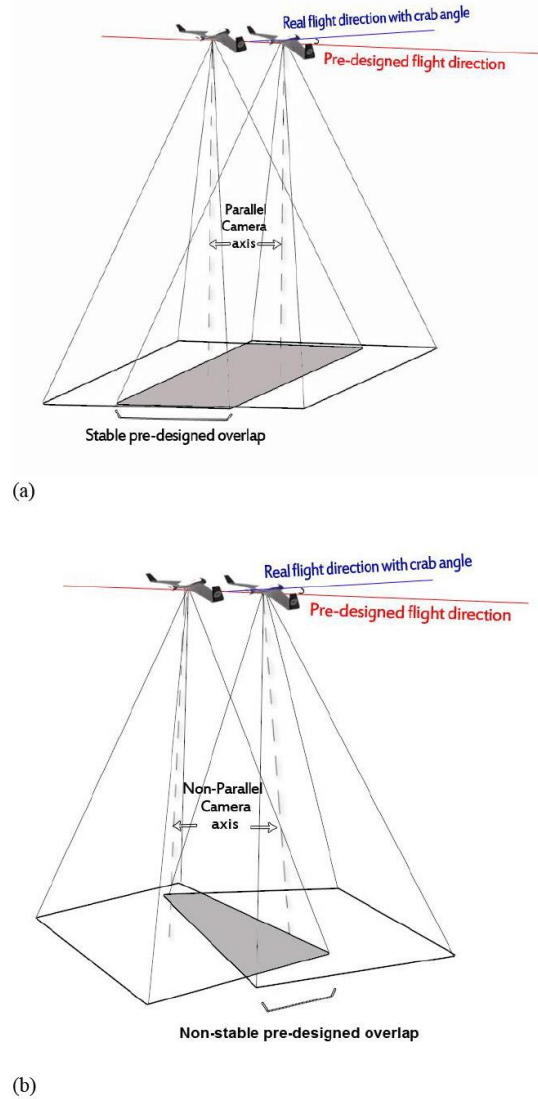 Real flight direction with crab angle
Pre-designed flight direction
Parallel
Camera
axis
Stable pre-designed overlap
(a)
Real flight direction with crab angle
Pre-designed flight direction
Non-Parallel
Camera
axis
Non-stable pre-designed overlap
(b)